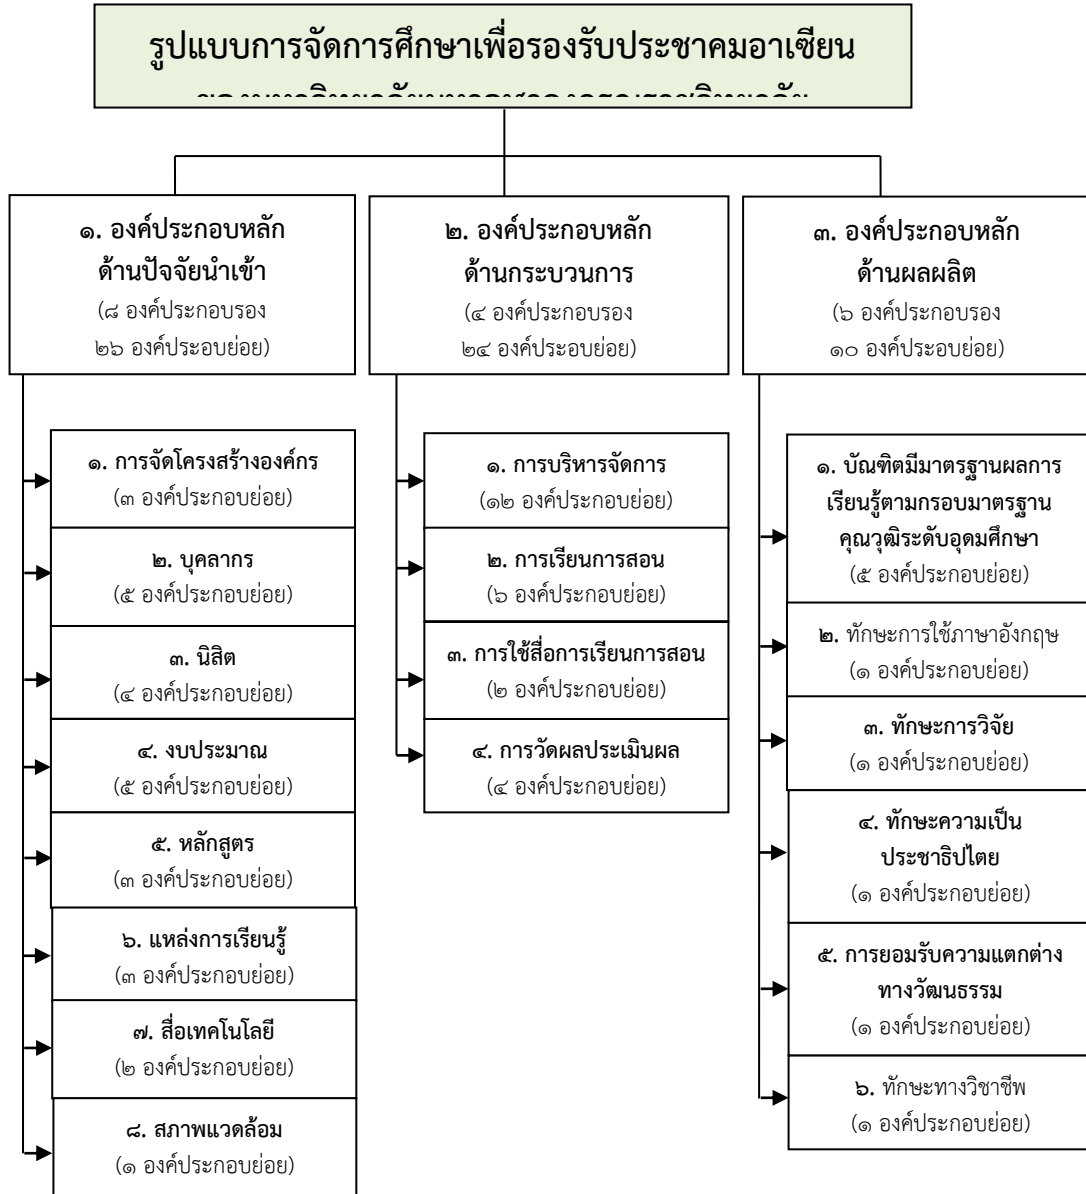 รูปแบบการจัดการศึกษาเพื่อรองรับประชาคมอาเซียน
๑. องค์ประกอบหลัก
ด้านปัจจัยนำเข้า
(๘ องค์ประกอบรอง
๒๖ องค์ประอบย่อย)
๑. การจัดโครงสร้างองค์กร
(๓ องค์ประกอบย่อย)
๒. บุคลากร
(๕ องค์ประกอบย่อย)
๓. นิสิต
(๔ องค์ประกอบย่อย)
๔. งบประมาณ
(๕ องค์ประกอบย่อย)
๕. หลักสูตร
(๓ องค์ประกอบย่อย)
๖. แหล่งการเรียนรู้
(๓ องค์ประกอบย่อย)
๗. สื่อเทคโนโลยี
(๒ องค์ประกอบย่อย)
๘. สภาพแวดล้อม
(๑ องค์ประกอบย่อย)
๒. องค์ประกอบหลัก
ด้านกระบวนการ
(๔ องค์ประกอบรอง
๒๔ องค์ประอบย่อย)
๑. การบริหารจัดการ
(๑๒ องค์ประกอบย่อย)
๒. การเรียนการสอน
(๖ องค์ประกอบย่อย)
๓. การใช้สื่อการเรียนการสอน
(๒ องค์ประกอบย่อย)
๔. การวัดผลประเมินผล
(๔ องค์ประกอบย่อย)
๓. องค์ประกอบหลัก
ด้านผลผลิต
(๖ องค์ประกอบรอง
๑๐ องค์ประอบย่อย)
๑. บัณฑิตมีมาตรฐานผลการ
เรียนรู้ตามกรอบมาตรฐาน
คุณวุฒิระดับอุดมศึกษา
(๕ องค์ประกอบย่อย)
๒. ทักษะการใช้ภาษาอังกฤษ
(๑ องค์ประกอบย่อย)
๓. ทักษะการวิจัย
(๑ องค์ประกอบย่อย)
๔. ทักษะความเป็น
ประชาธิปไตย
(๑ องค์ประกอบย่อย)
๕. การยอมรับความแตกต่าง
ทางวัฒนธรรม
(๑ องค์ประกอบย่อย)
๖. ทักษะทางวิชาชีพ
(๑ องค์ประกอบย่อย)